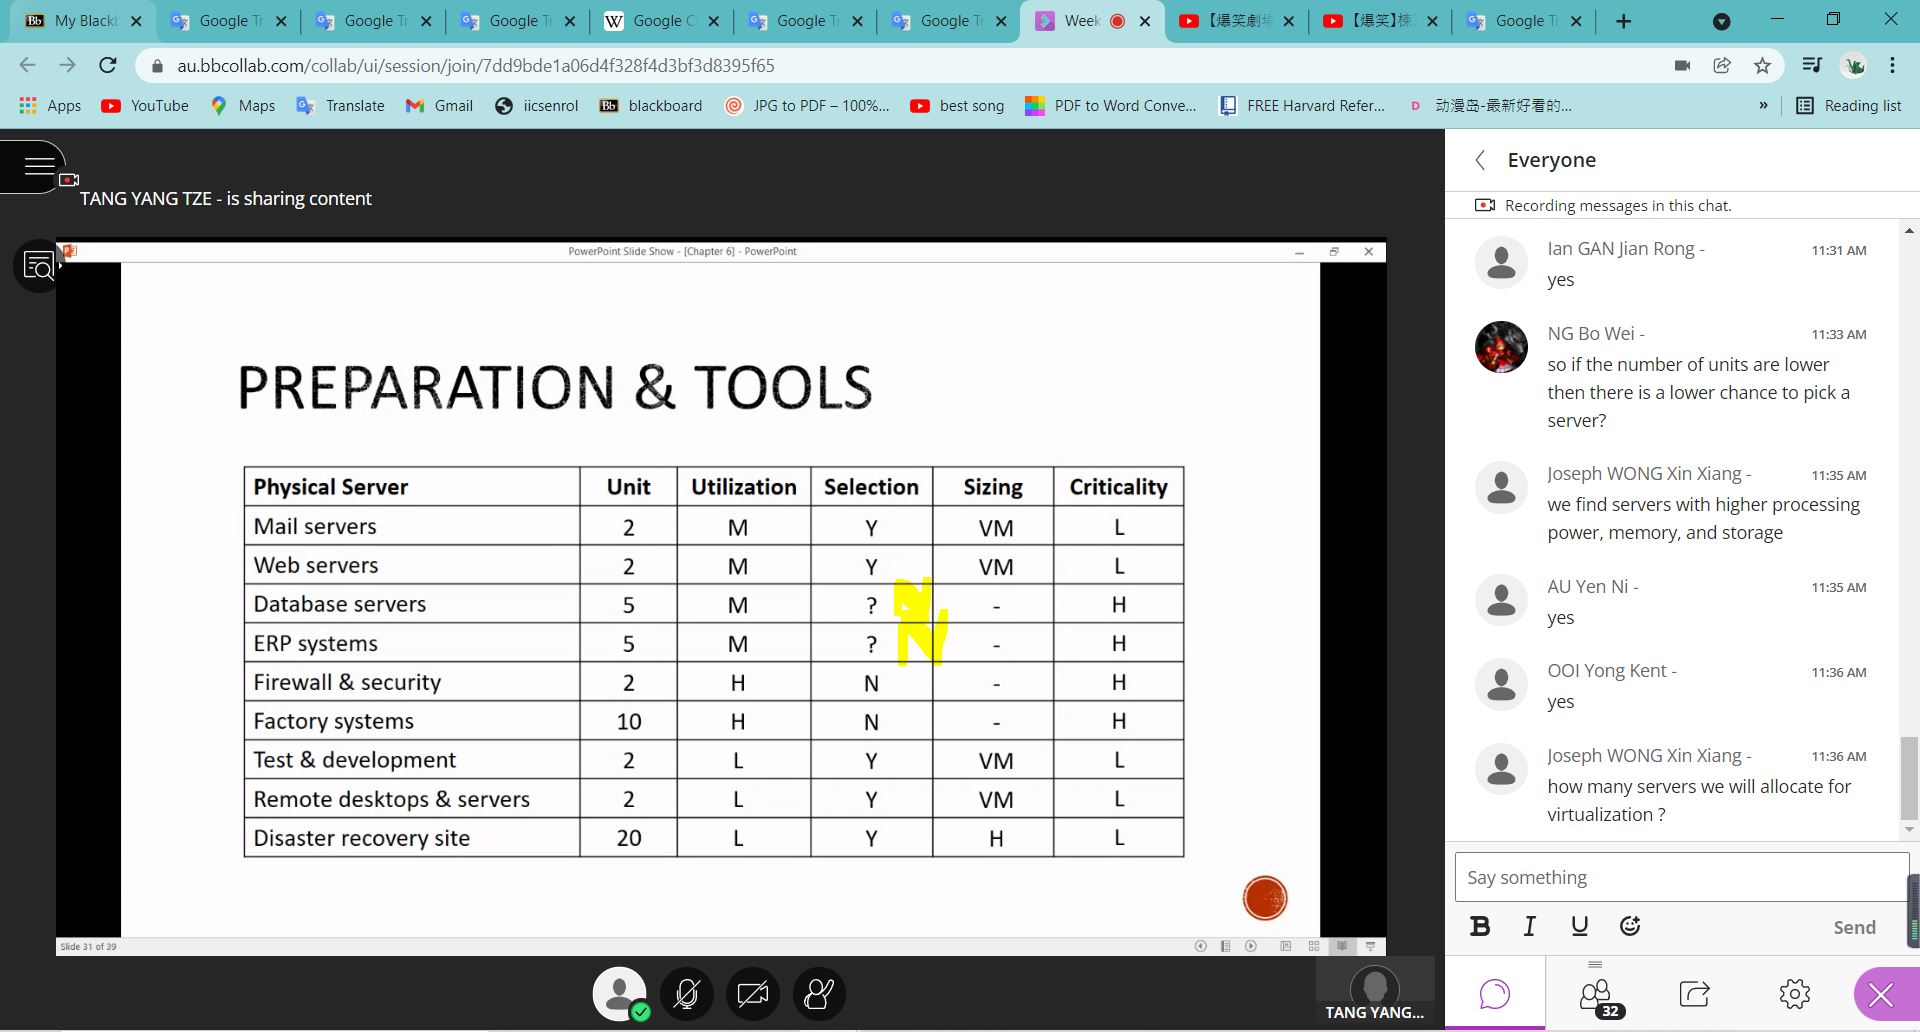 My Blackb
Google Tr
Google Tr
Google Tr
Google C
Google Tr
Google Tr
Week
【爆笑劇場
【爆笑】棟
Google Tr
au.bbcollab.com/collab/ui/session/join/7dd9bde1a06d4f328f4d3bf3d8395f65
Apps YouTube Maps Translate Gmail iicsenrol blackboard JPG to PDF – 100%... best song PDF to Word Conve... FREE Harvard Refer... 动漫岛-最新好看的... » Reading list
TANG YANG TZE - is sharing content
PowerPoint Slide Show - [Chapter 6] - PowerPoint
PREPARATION & TOOLS
Physical Server Unit Utilization Selection Sizing Criticality
Mail servers 2 M Y VM L
Web servers 2 M Y VM L
Database servers 5 M ? N - H
ERP systems 5 M ? N - H
Firewall & security 2 H N - H
Factory systems 10 H N - H
Test & development 2 L Y VM L
Remote desktops & servers 2 L Y VM L
Disaster recovery site 20 L Y H L
Slide 31 of 39
TANG YANG...
Everyone
Recording messages in this chat.
Ian GAN Jian Rong - 11:31 AM
yes
NG Bo Wei - 11:33 AM
so if the number of units are lower
then there is a lower chance to pick a
server?
Joseph WONG Xin Xiang - 11:35 AM
we find servers with higher processing
power, memory, and storage
AU Yen Ni - 11:35 AM
yes
OOI Yong Kent - 11:36 AM
yes
Joseph WONG Xin Xiang - 11:36 AM
how many servers we will allocate for
virtualization ?
Say something
B I U Send
32